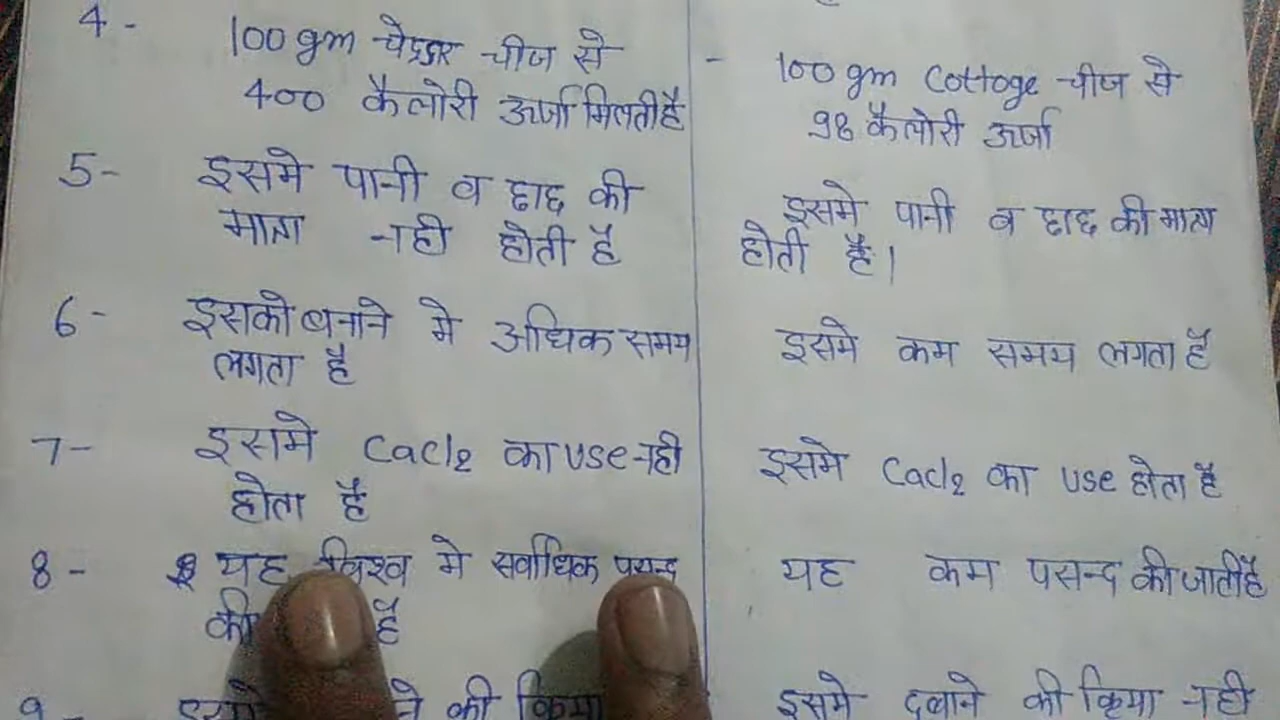 4 - 100 gm चेड्डर चीज से
400 कैलोरी ऊर्जा मिलती है
- 100 gm Cottoge चीज से
98 कैलोरी ऊर्जा
5- इसमे पानी व छाछ की
मात्रा नही होती है
इसमे पानी व छाछ की मात्रा
होती है।
6- इसको बनाने मे अधिक समय
लगता है
इसमे कम समय लगता है
7- इसमे Cacl2 का use नही
होता है
इसमे Cacl2 का use होता है
8 - यह विश्व मे सर्वाधिक पसन्द
की है
यह कम पसन्द की जाती है
9- की क्रिया
इसमे दबाने की क्रिया नही